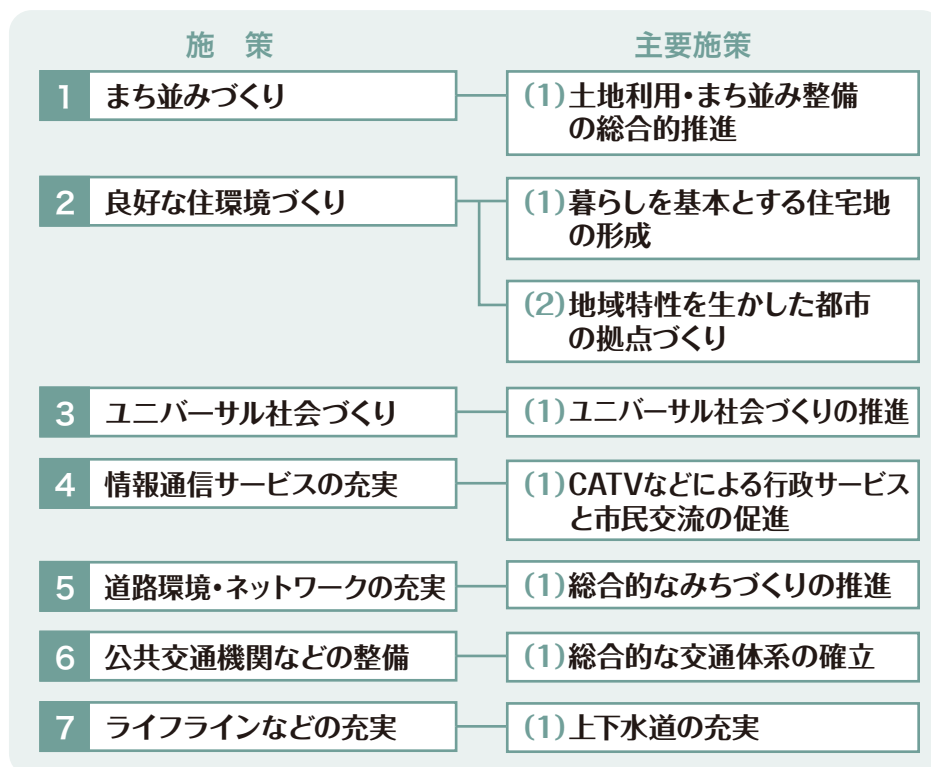 施 策
主要施策
1 まち並みづくり
(1)土地利用・まち並み整備
の総合的推進
2 良好な住環境づくり
(1)暮らしを基本とする住宅地
の形成
(2)地域特性を生かした都市
の拠点づくり
3 ユニバーサル社会づくり
(1)ユニバーサル社会づくりの推進
4 情報通信サービスの充実
(1)CATVなどによる行政サービス
と市民交流の促進
5 道路環境・ネットワークの充実
(1)総合的なみちづくりの推進
6 公共交通機関などの整備
(1)総合的な交通体系の確立
7 ライフラインなどの充実
(1)上下水道の充実